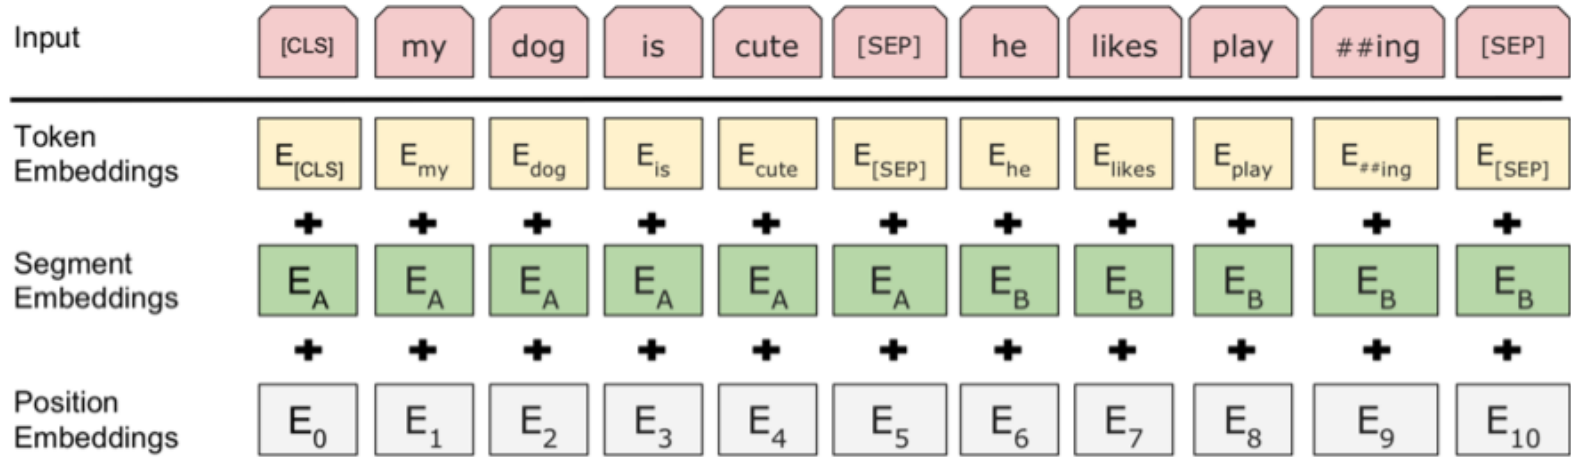 Input [CLS] my dog is cute [SEP] he likes play ##ing [SEP]
Token Embeddings E[CLS] Emy Edog Eis Ecute E[SEP] Ehe Elikes Eplay E##ing E[SEP]
+ + + + + + + + + + +
Segment Embeddings EA EA EA EA EA EA EB EB EB EB EB
+ + + + + + + + + + +
Position Embeddings E0 E1 E2 E3 E4 E5 E6 E7 E8 E9 E10